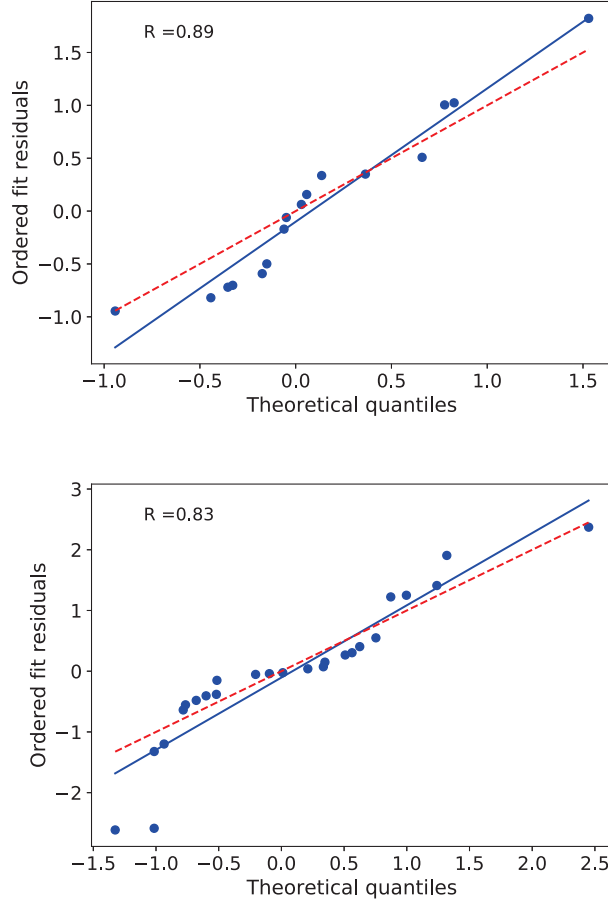 R =0.89
1.5
1.0
0.5
0.0
−0.5
−1.0
Ordered fit residuals
−1.0 −0.5 0.0 0.5 1.0 1.5
Theoretical quantiles
R =0.83
3
2
1
0
−1
−2
Ordered fit residuals
−1.5 −1.0 −0.5 0.0 0.5 1.0 1.5 2.0 2.5
Theoretical quantiles